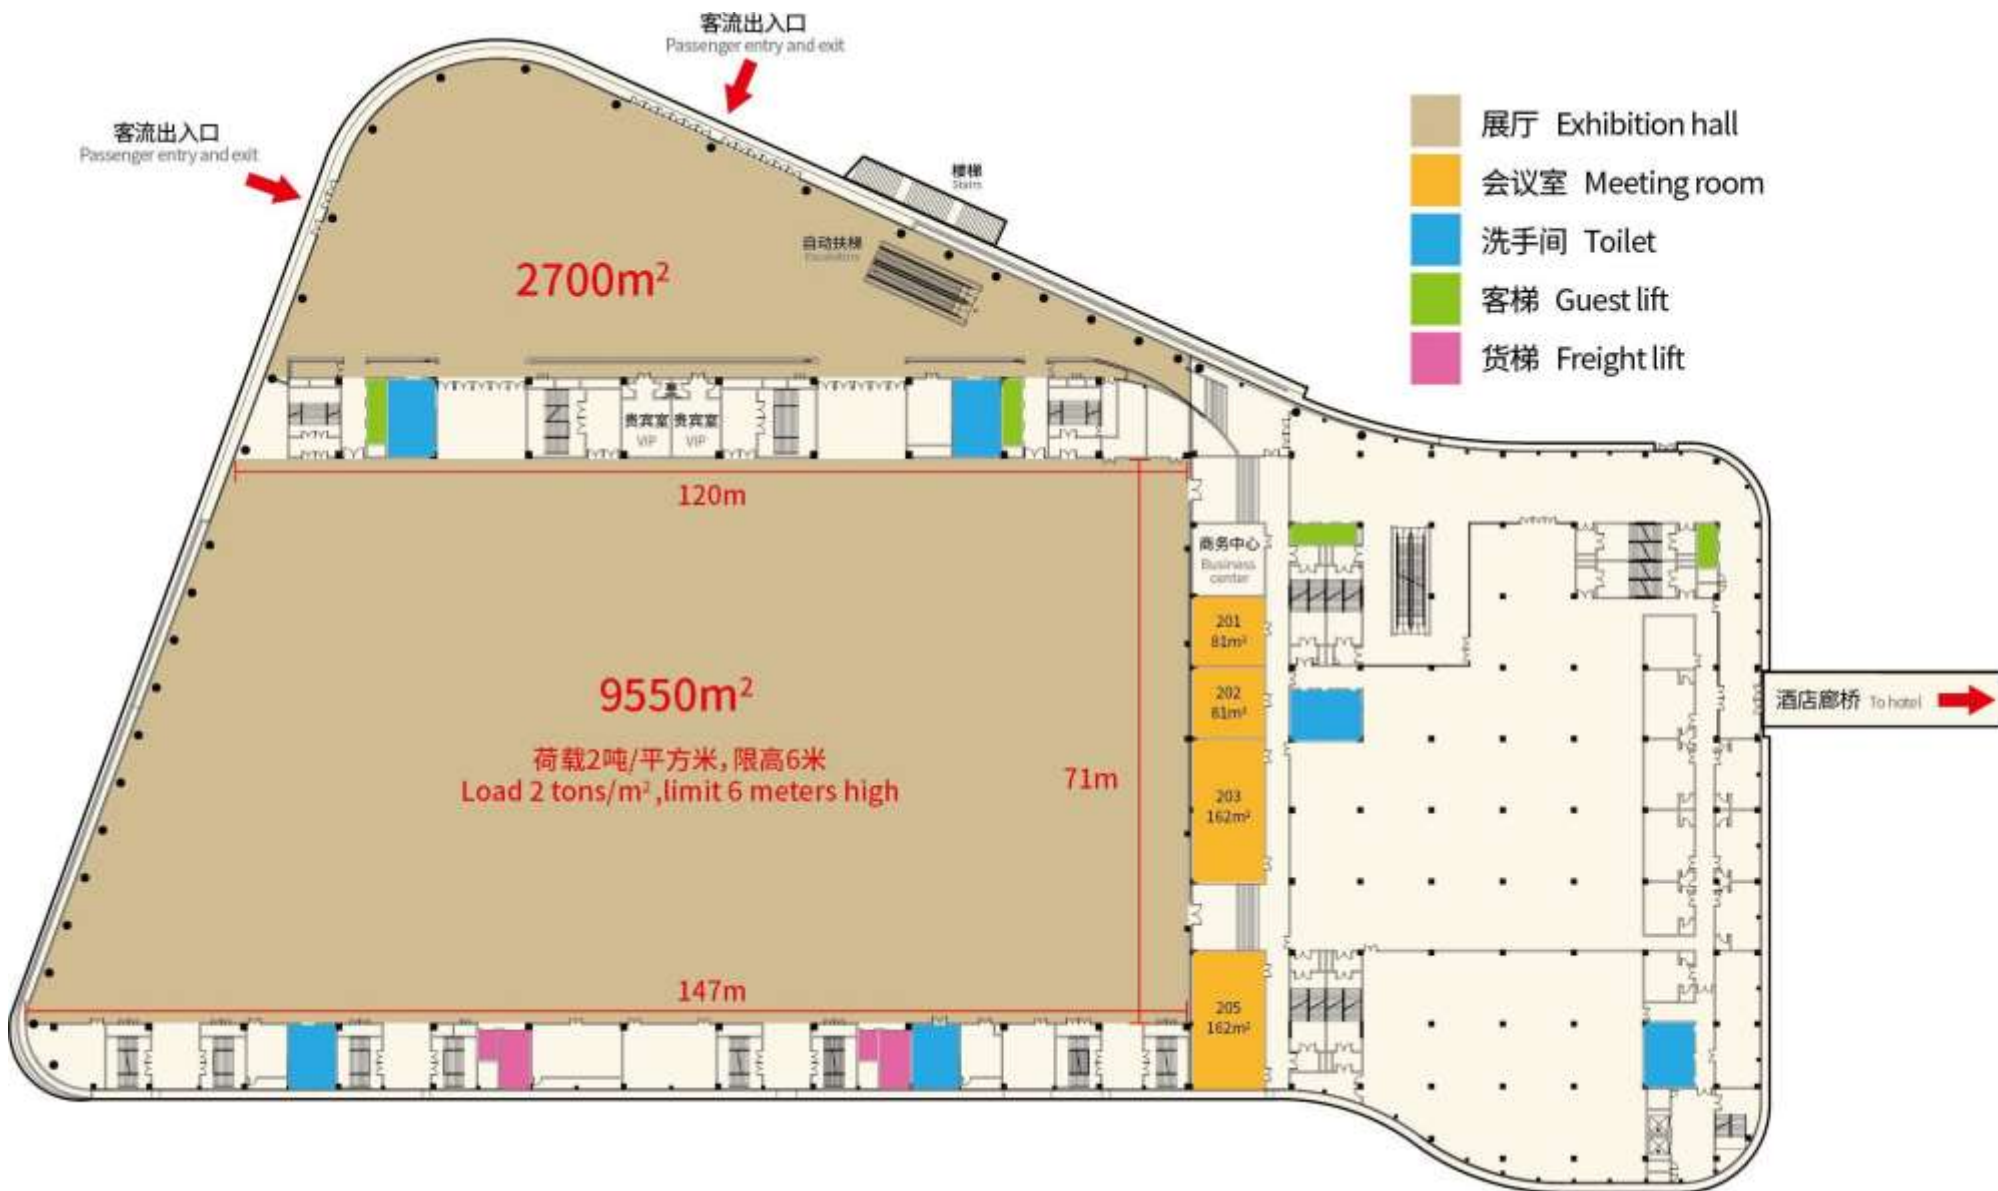 客流出入口
Passenger entry and exit
客流出入口
Passenger entry and exit
展厅 Exhibition hall
会议室 Meeting room
洗手间 Toilet
客梯 Guest lift
货梯 Freight lift
楼梯
Stairs
自动扶梯
Escalators
2700m²
贵宾室
VIP
贵宾室
VIP
120m
商务中心
Business
center
201
81m²
202
81m²
9550m²
荷载2吨/平方米，限高6米
Load 2 tons/m² ,limit 6 meters high
71m
203
162m²
酒店廊桥 To hotel
147m
205
162m²